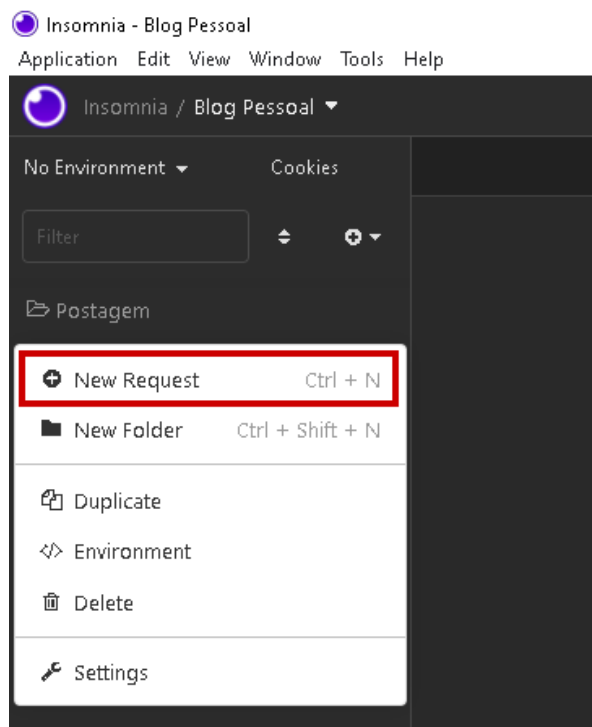 Insomnia - Blog Pessoal
Application Edit View Window Tools Help
Insomnia / Blog Pessoal
No Environment Cookies
Filter
Postagem
New Request Ctrl + N
New Folder Ctrl + Shift + N
Duplicate
Environment
Delete
Settings